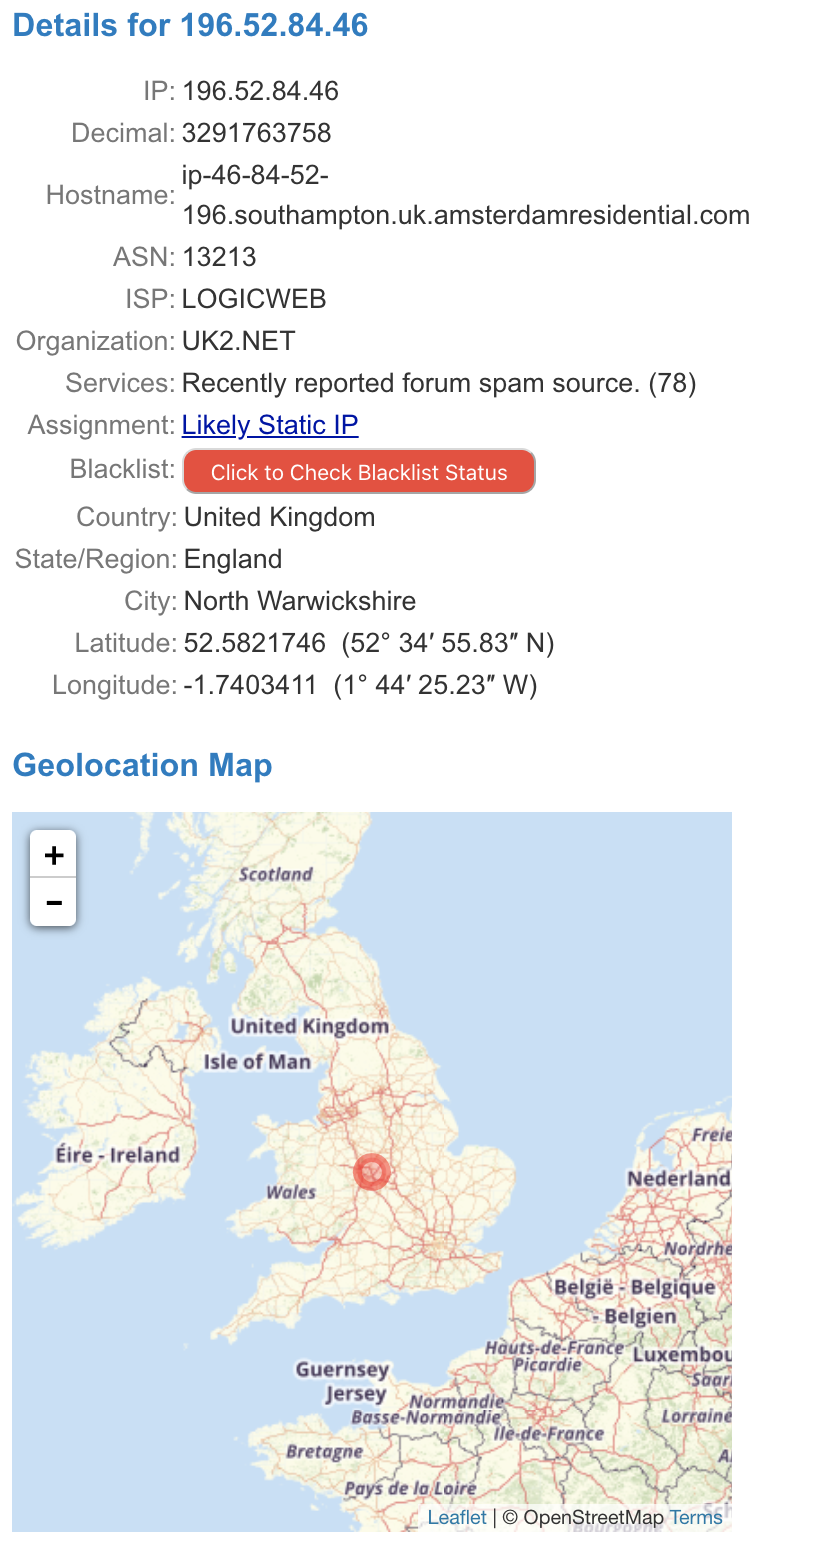 Details for 196.52.84.46
IP: 196.52.84.46
Decimal: 3291763758
Hostname: ip-46-84-52-
196.southampton.uk.amsterdamresidential.com
ASN: 13213
ISP: LOGICWEB
Organization: UK2.NET
Services: Recently reported forum spam source. (78)
Assignment: Likely Static IP
Blacklist: Click to Check Blacklist Status
Country: United Kingdom
State/Region: England
City: North Warwickshire
Latitude: 52.5821746 (52° 34′ 55.83″ N)
Longitude: -1.7403411 (1° 44′ 25.23″ W)
Geolocation Map
+
−
Scotland
United Kingdom
Isle of Man
Éire - Ireland
Freie
Nederland
Wales
Nordrhe
België - Belgique
- Belgien
Hauts-de-France
Picardie
Luxembou
Saar
Guernsey
Jersey
Normandie
Basse-Normandie
Lorraine
Ile-de-France
Bretagne
Pays de la Loire
Leaflet | © OpenStreetMap Terms